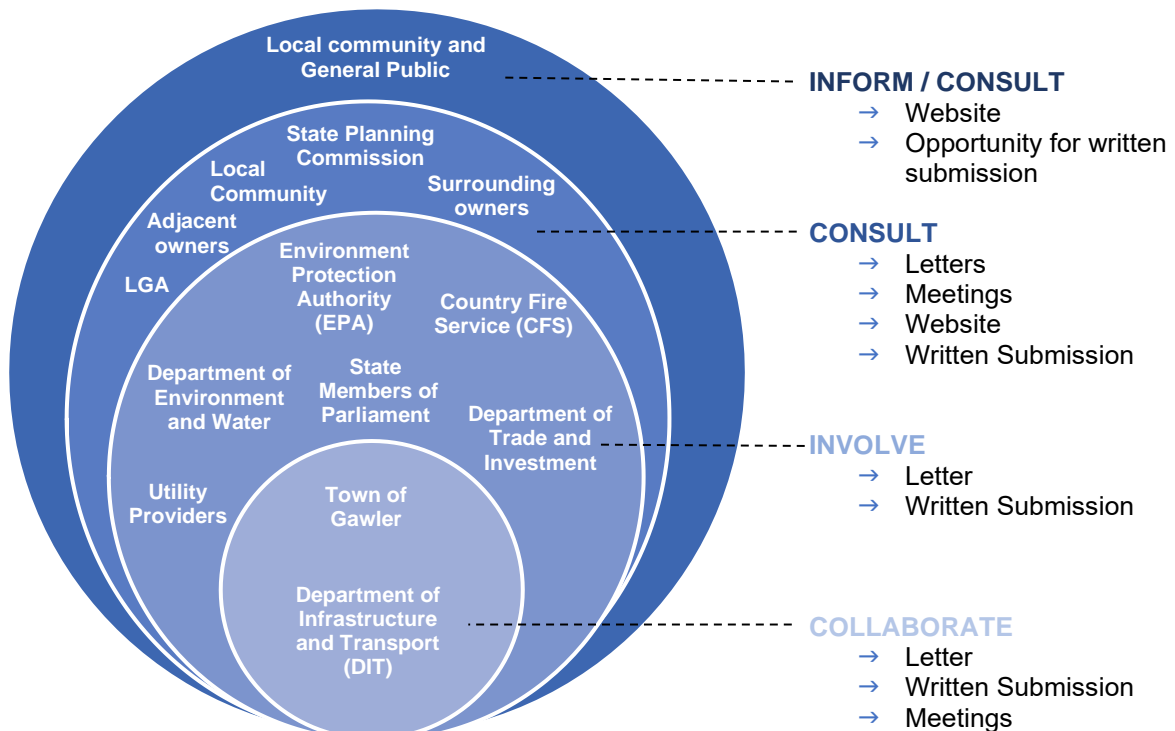 Local community and
General Public
State Planning
Commission
Local
Community
Surrounding
owners
Adjacent
owners
LGA
Environment
Protection
Authority
(EPA)
Country Fire
Service (CFS)
Department of
Environment
and Water
State
Members of
Parliament
Department of
Trade and
Investment
Utility
Providers
Town of
Gawler
Department of
Infrastructure
and Transport
(DIT)
INFORM / CONSULT
→ Website
→ Opportunity for written
submission
CONSULT
→ Letters
→ Meetings
→ Website
→ Written Submission
INVOLVE
→ Letter
→ Written Submission
COLLABORATE
→ Letter
→ Written Submission
→ Meetings